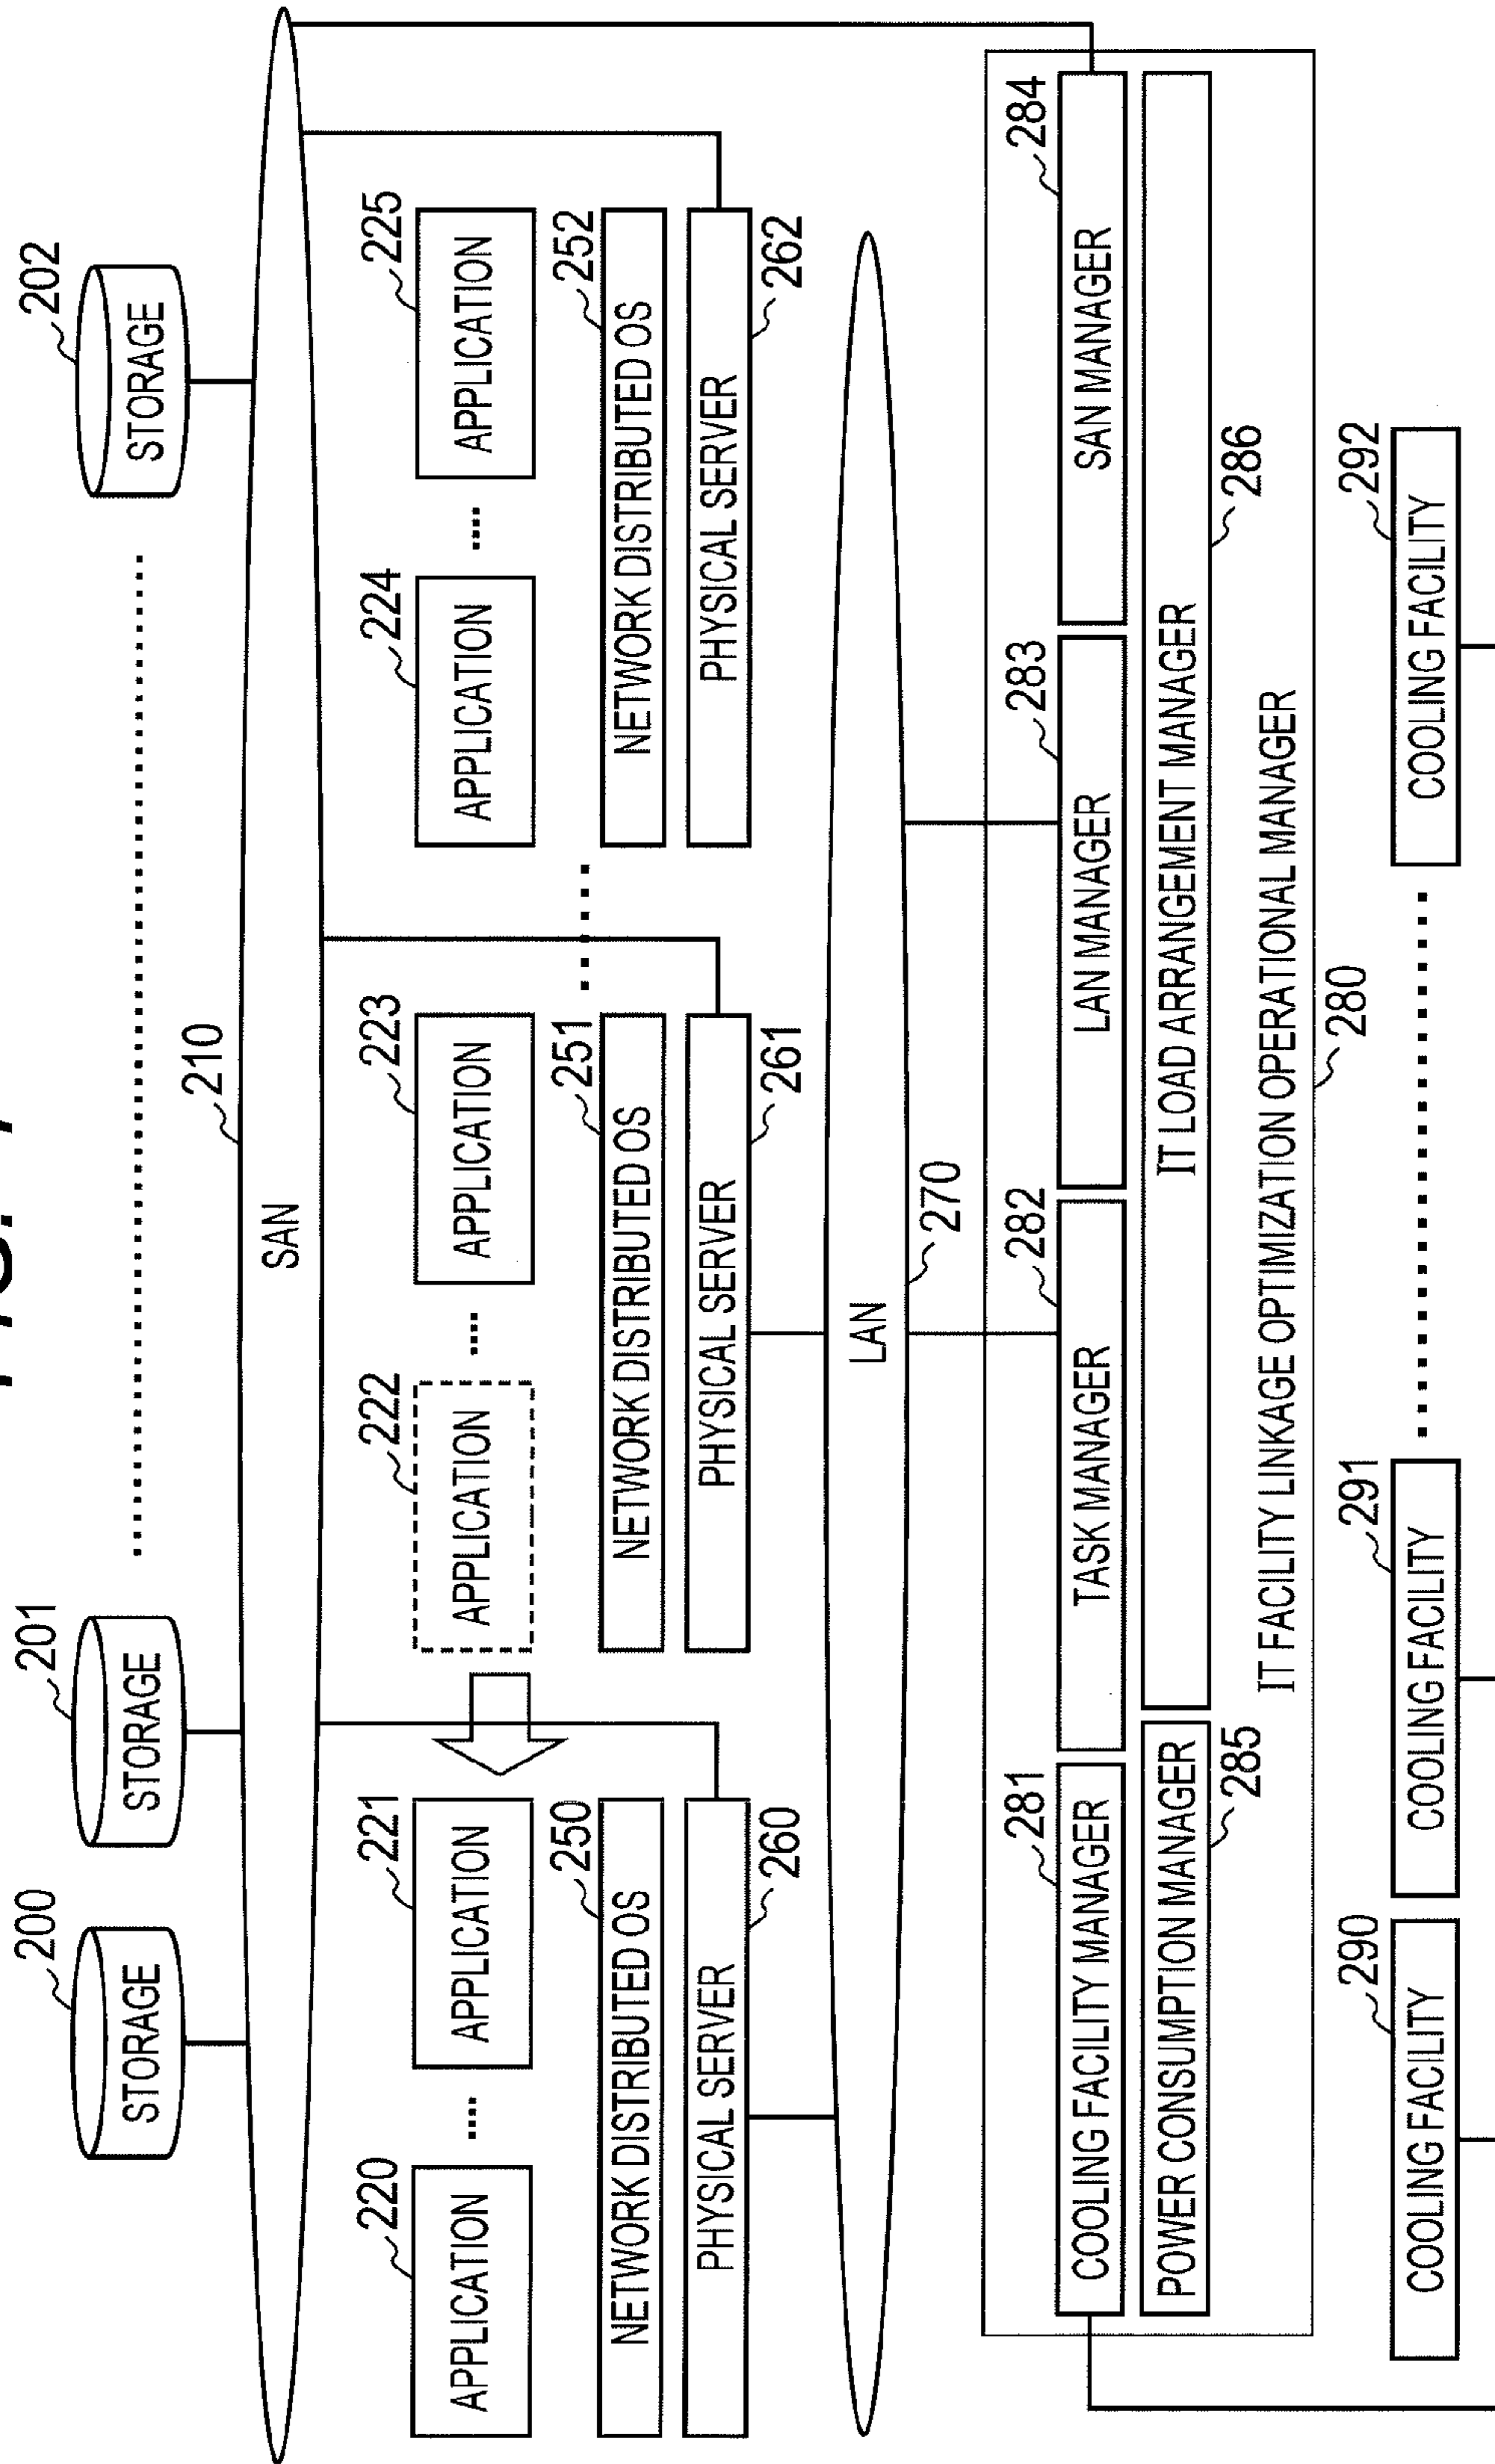 200
201
202
STORAGE
STORAGE
STORAGE
210
SAN
220
221
222
223
224
225
APPLICATION
APPLICATION
APPLICATION
APPLICATION
APPLICATION
APPLICATION
250
251
252
NETWORK DISTRIBUTED OS
NETWORK DISTRIBUTED OS
NETWORK DISTRIBUTED OS
PHYSICAL SERVER
PHYSICAL SERVER
PHYSICAL SERVER
260
261
262
LAN
270
281
282
283
284
COOLING FACILITY MANAGER
TASK MANAGER
LAN MANAGER
SAN MANAGER
POWER CONSUMPTION MANAGER
IT LOAD ARRANGEMENT MANAGER
285
286
IT FACILITY LINKAGE OPTIMIZATION OPERATIONAL MANAGER
280
290
291
292
COOLING FACILITY
COOLING FACILITY
COOLING FACILITY